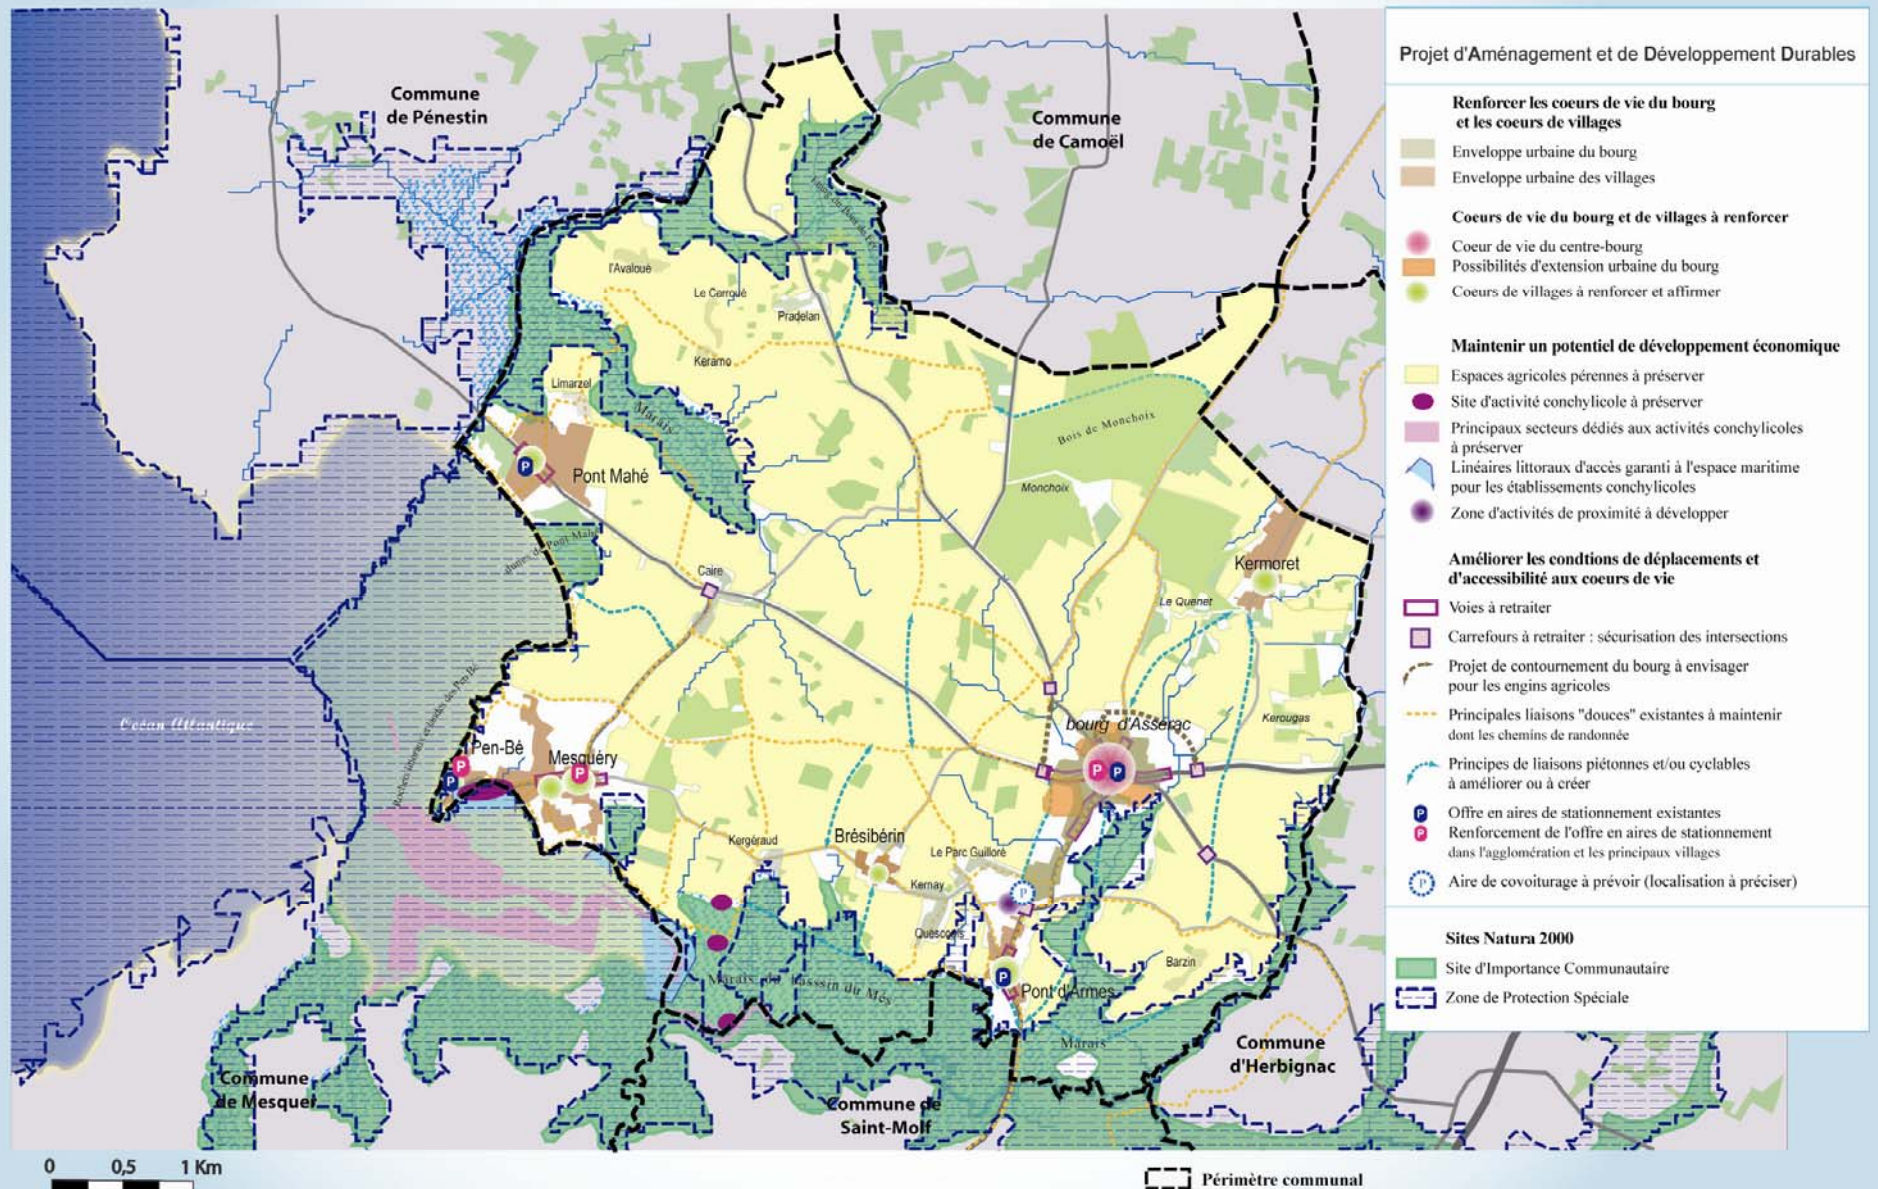 Projet d'Aménagement et de Développement Durables
Renforcer les coeurs de vie du bourg
et les coeurs de villages
Enveloppe urbaine du bourg
Enveloppe urbaine des villages
Coeurs de vie du bourg et de villages à renforcer
Coeur de vie du centre-bourg
Possibilités d'extension urbaine du bourg
Coeurs de villages à renforcer et affirmer
Maintenir un potentiel de développement économique
Espaces agricoles pérennes à préserver
Site d'activité conchylicole à préserver
Principaux secteurs dédiés aux activités conchylicoles
à préserver
Linéaires littoraux d'accès garanti à l'espace maritime
pour les établissements conchylicoles
Zone d'activités de proximité à développer
Améliorer les condtions de déplacements et
d'accessibilité aux coeurs de vie
Voies à retraiter
Carrefours à retraiter : sécurisation des intersections
Projet de contournement du bourg à envisager
pour les engins agricoles
Principales liaisons "douces" existantes à maintenir
dont les chemins de randonnée
Principes de liaisons piétonnes et/ou cyclables
à améliorer ou à créer
P Offre en aires de stationnement existantes
P Renforcement de l'offre en aires de stationnement
dans l'agglomération et les principaux villages
P Aire de covoiturage à prévoir (localisation à préciser)
Sites Natura 2000
Site d'Importance Communautaire
Zone de Protection Spéciale
Commune
de Pénestin
Commune
de Camoël
l'Avaloué
Le Carroué
Pradelan
Keramo
Limarzel
Marais
Bois de Monchoix
P
Pont Mahé
Monchoix
dunes de Pont Mahé
Kermoret
Caire
Le Quenet
Océan Atlantique
bourg d'Assérac
Kerougas
Pen-Bé
Mesquéry
P
P
P
P P
Kergéraud
Brésibérin
Le Parc Guilloré
Kernay
P
Barzin
P
Pont d'Armes
Marais
Commune
d'Herbignac
Commune
de Mesquer
Commune de
Saint-Molf
0 0,5 1 Km
Périmètre communal